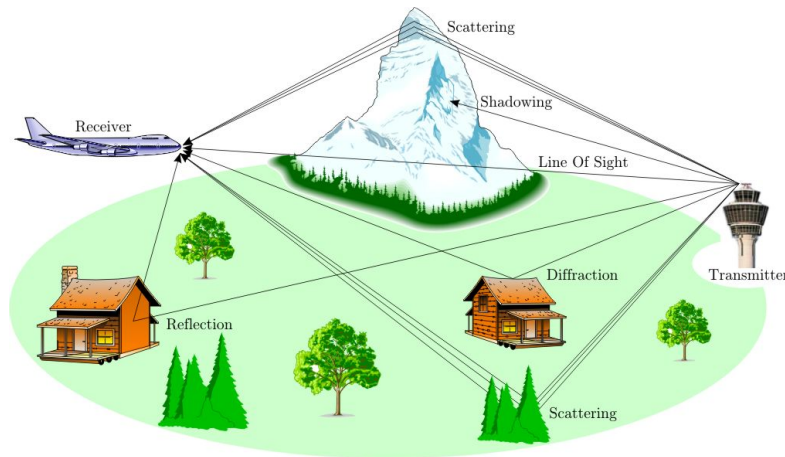 Scattering
Shadowing
Receiver
Line Of Sight
Diffraction
Transmitter
Reflection
Scattering